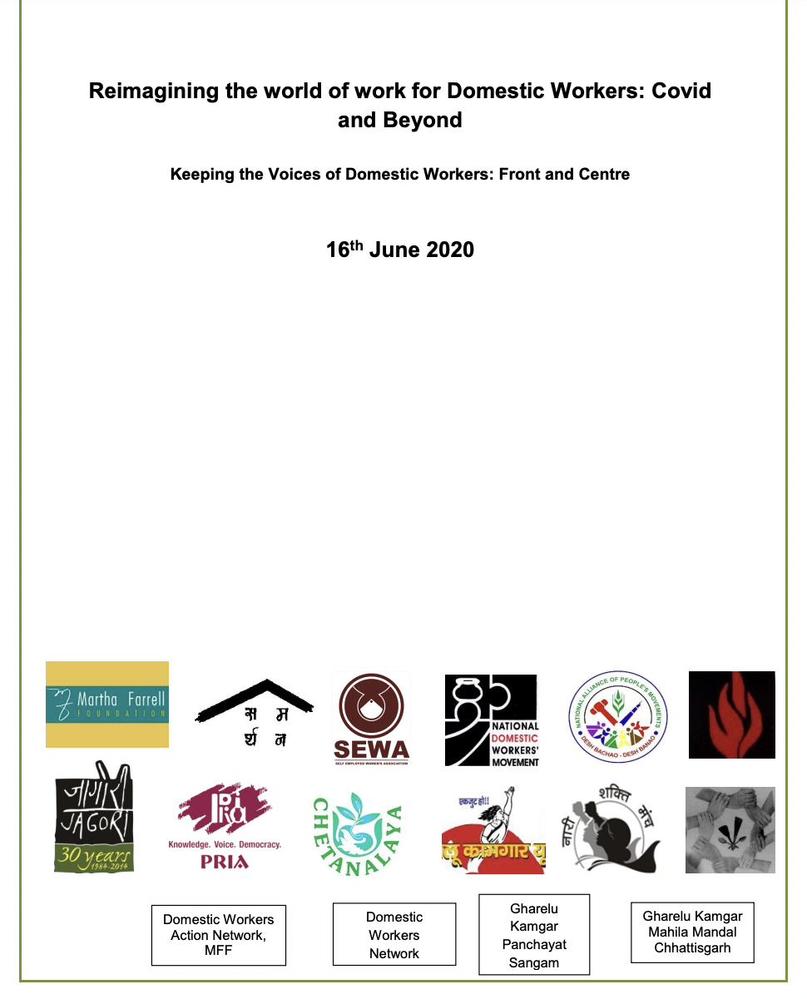 Reimagining the world of work for Domestic Workers: Covid
and Beyond
Keeping the Voices of Domestic Workers: Front and Centre
16th June 2020
Martha Farrell
FOUNDATION
स म
र्थ न
SEWA
SELF EMPLOYED WOMEN'S ASSOCIATION
NATIONAL
DOMESTIC
WORKERS'
MOVEMENT
NATIONAL ALLIANCE OF PEOPLE'S MOVEMENTS
DESH BACHAO - DESH BANAO
जागोरी
JAGORI
30 years
1984-2014
Knowledge. Voice. Democracy.
PRIA
CHETANALAYA
एकजुट हो!!
लू कामगार यू
नारी शक्ति मंच
Domestic Workers
Action Network,
MFF
Domestic
Workers
Network
Gharelu
Kamgar
Panchayat
Sangam
Gharelu Kamgar
Mahila Mandal
Chhattisgarh